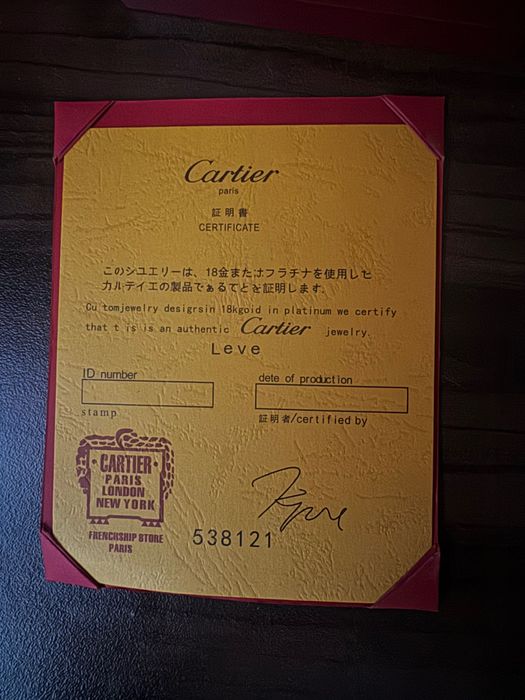 Cartier
paris
証明書
CERTIFICATE
このシユエリーは、18金またはフラチナを使用した
カルテイエの製品でぁるてとを証明します.
Cu tomjewelry desigrsin 18kgoid in platinum we certify
that t is is an authentic Cartier jewelry.
Leve
ID number
dete of production
stamp
証明者/certified by
CARTIER
PARIS
LONDON
NEW YORK
FRENCKSHIP BTORE
PARIS
538121